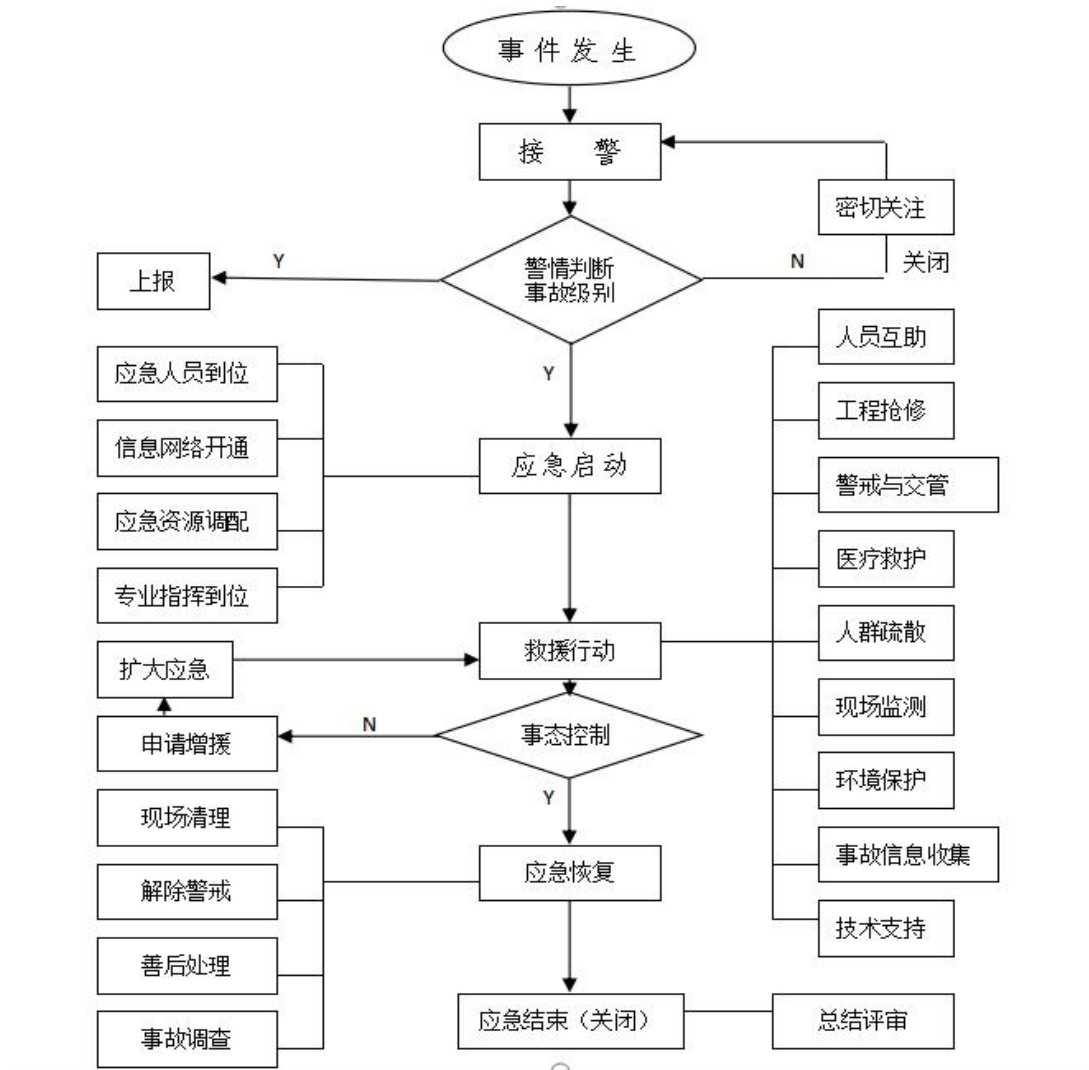 事件发生
接 警
密切关注
关闭
警情判断
事故级别
Y
N
上报
Y
人员互助
应急人员到位
工程抢修
信息网络开通
应急启动
警戒与交管
应急资源调配
医疗救护
专业指挥到位
人群疏散
救援行动
扩大应急
现场监测
事态控制
N
申请增援
环境保护
Y
现场清理
事故信息收集
应急恢复
解除警戒
技术支持
善后处理
应急结束（关闭）
总结评审
事故调查